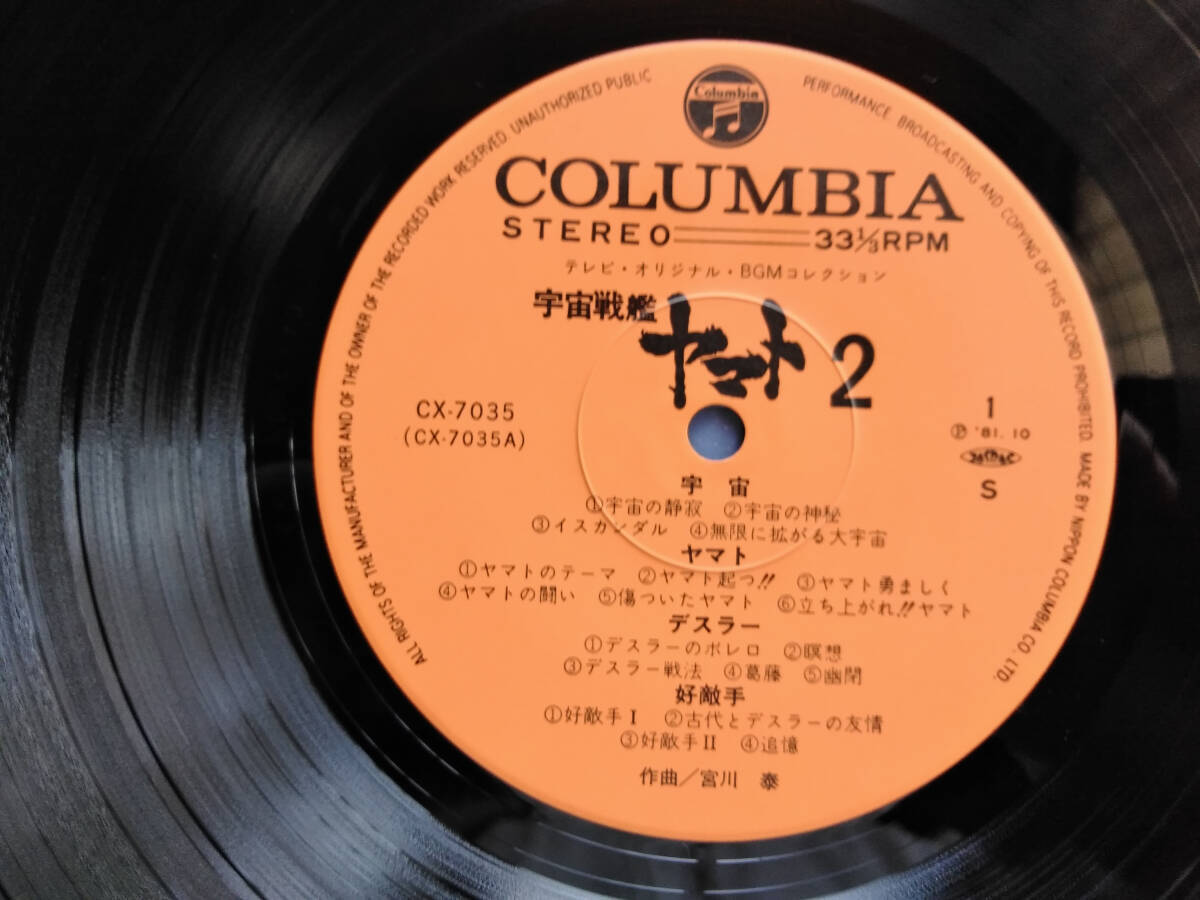 Columbia
COLUMBIA
STEREO 33⅓RPM
テレビ・オリジナル・BGMコレクション
宇宙戦艦
ヤマト 2
CX-7035
(CX-7035A)
1
Ⓟ '81.10
S
宇宙
①宇宙の静寂 ②宇宙の神秘
③イスカンダル ④無限に拡がる大宇宙
ヤマト
①ヤマトのテーマ ②ヤマト起つ!! ③ヤマト勇ましく
④ヤマトの闘い ⑤傷ついたヤマト ⑥立ち上がれ!!ヤマト
デスラー
①デスラーのボレロ ②瞑想
③デスラー戦法 ④葛藤 ⑤幽閉
好敵手
①好敵手I ②古代とデスラーの友情
③好敵手II ④追憶
作曲/宮川 泰
ALL RIGHTS OF THE MANUFACTURER AND OF THE OWNER OF THE RECORDED WORK RESERVED. UNAUTHORIZED PUBLIC PERFORMANCE. BROADCASTING AND COPYING OF THIS RECORD PROHIBITED. MADE BY NIPPON COLUMBIA CO., LTD.